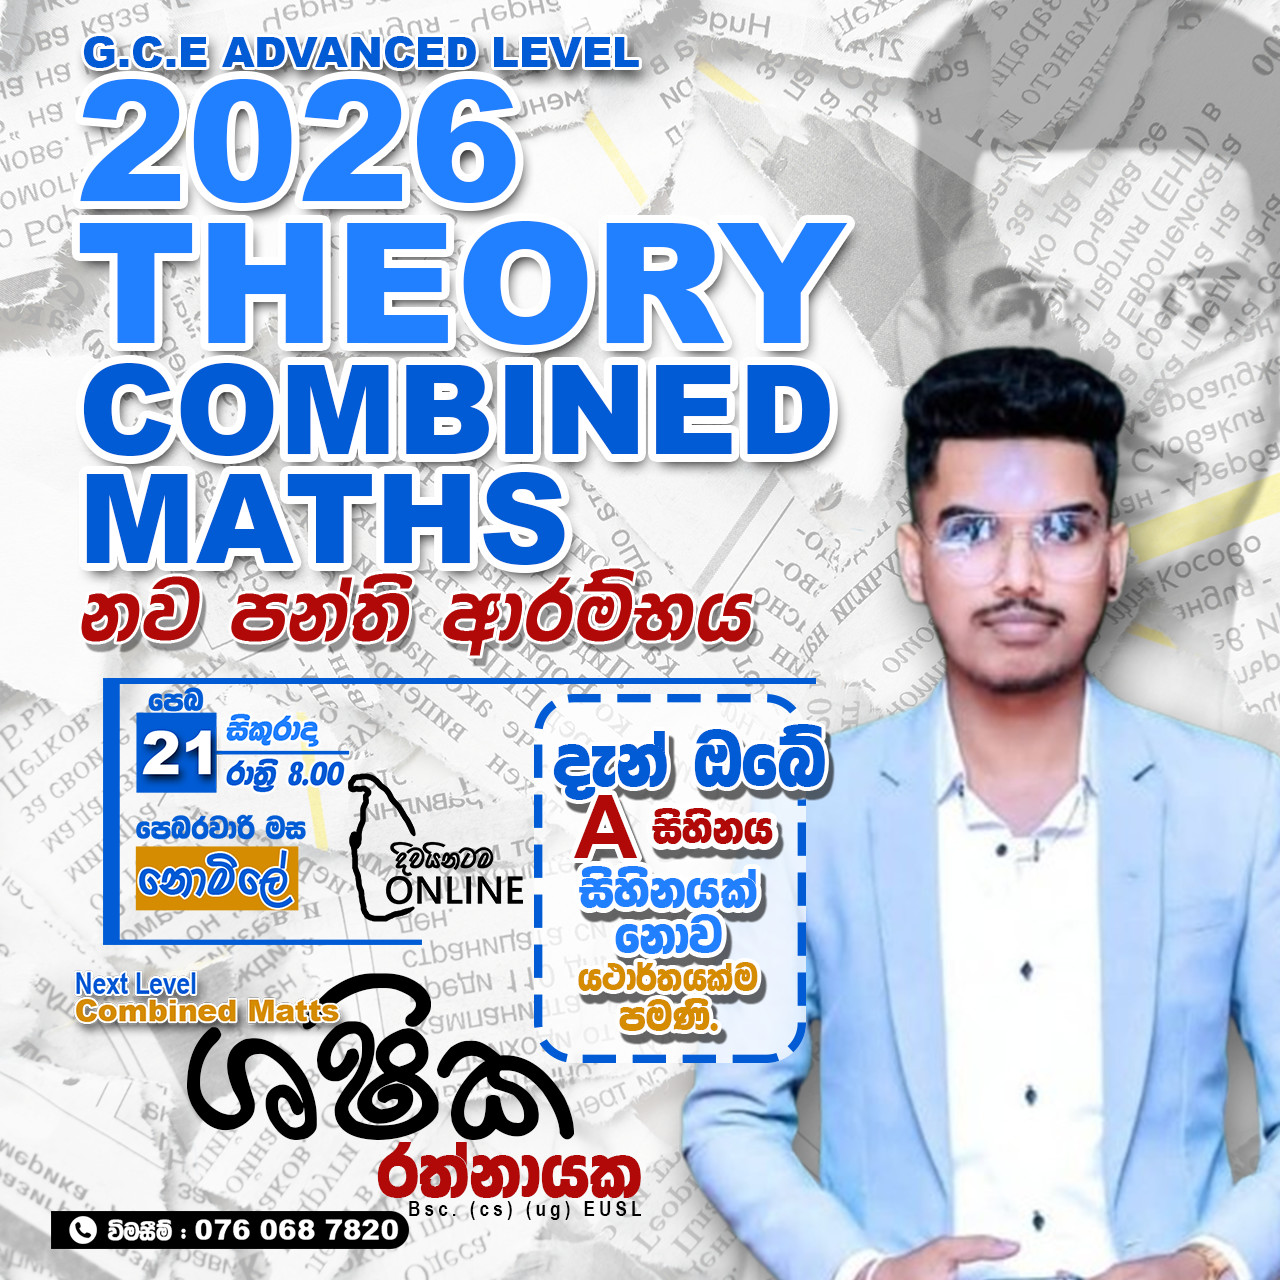 G.C.E ADVANCED LEVEL
2026
THEORY
COMBINED
MATHS
නව පන්ති ආරම්භය
පෙබ
21
සිකුරාදා
රාත්‍රි 8.00
පෙබරවාරි මස
නොමිලේ
දිවයිනටම
ONLINE
දැන් ඔබේ
A සිහිනය
සිහිනයක්
නොව
යථාර්තයක්ම
පමණි.
Next Level
Combined Matts
ශෂික
රත්නායක
Bsc. (cs) (ug) EUSL
විමසීම් : 076 068 7820